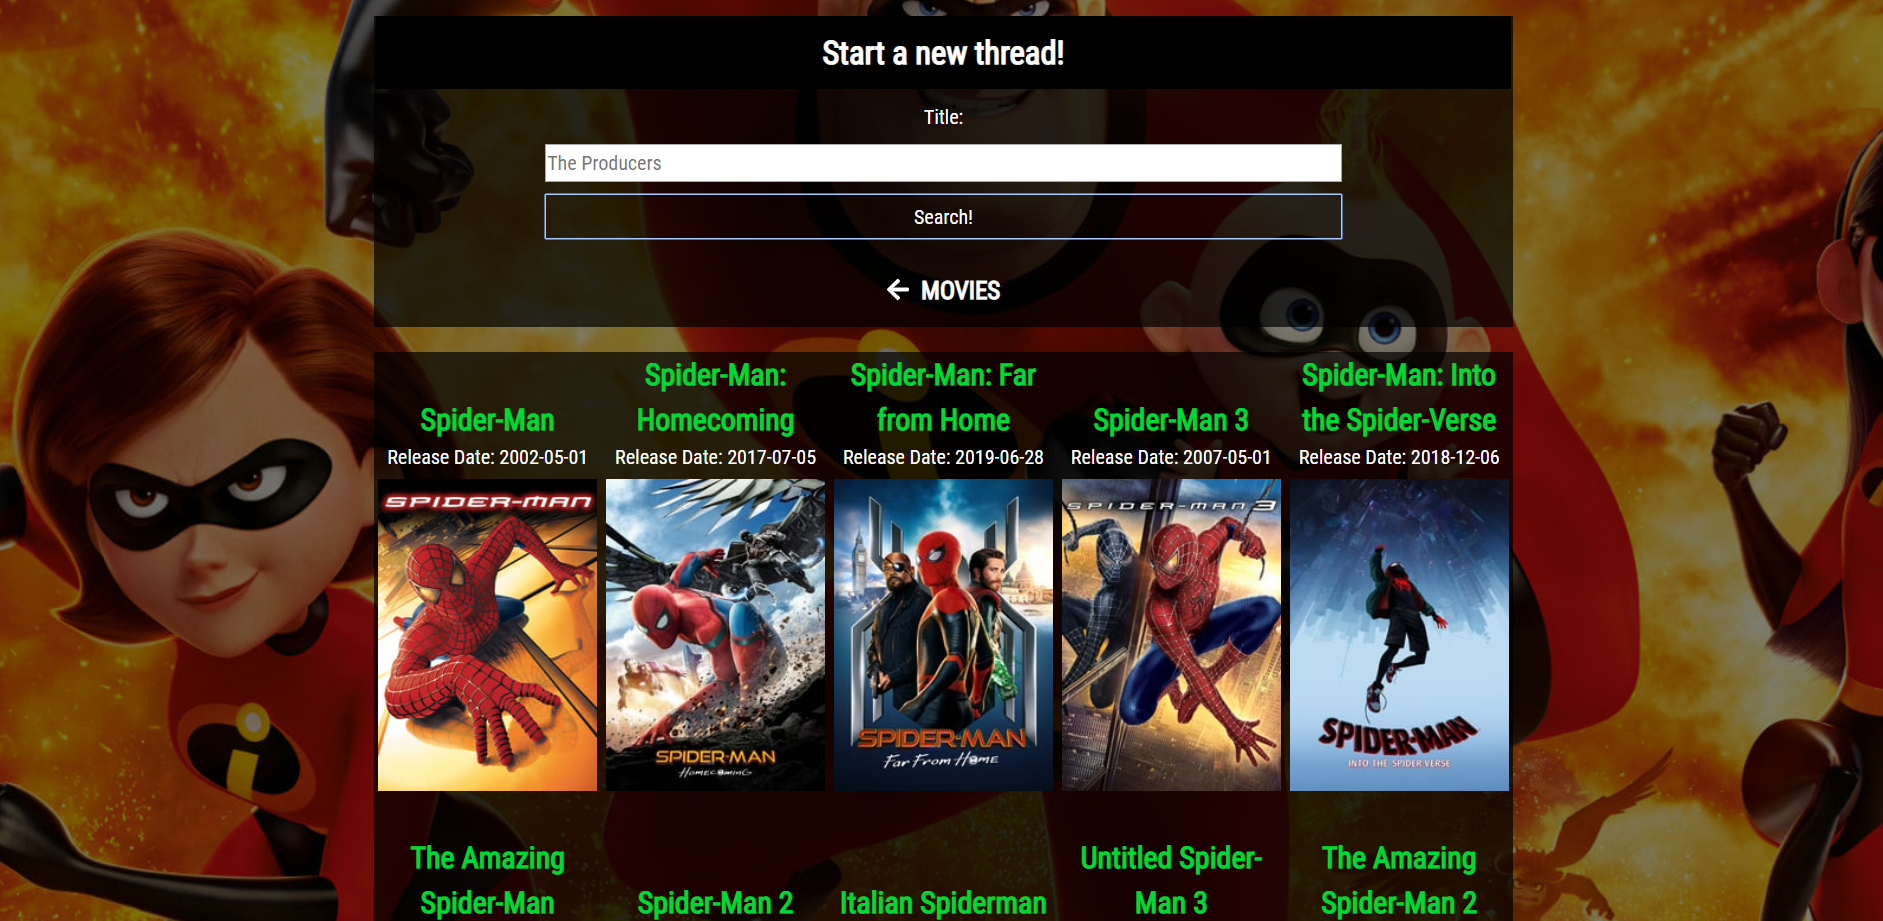 Start a new thread!
Title:
The Producers
Search!
MOVIES
Spider-Man
Release Date: 2002-05-01
SPIDER-MAN
Spider-Man:
Homecoming
Release Date: 2017-07-05
SPIDER-MAN
HOMECOMING
Spider-Man: Far
from Home
Release Date: 2019-06-28
SPIDER-MAN
Far From Home
Spider-Man 3
Release Date: 2007-05-01
SPIDER-MAN 3
Spider-Man: Into
the Spider-Verse
Release Date: 2018-12-06
SPIDER-MAN
INTO THE SPIDER-VERSE
The Amazing
Spider-Man
Spider-Man 2
Italian Spiderman
Untitled Spider-
Man 3
The Amazing
Spider-Man 2